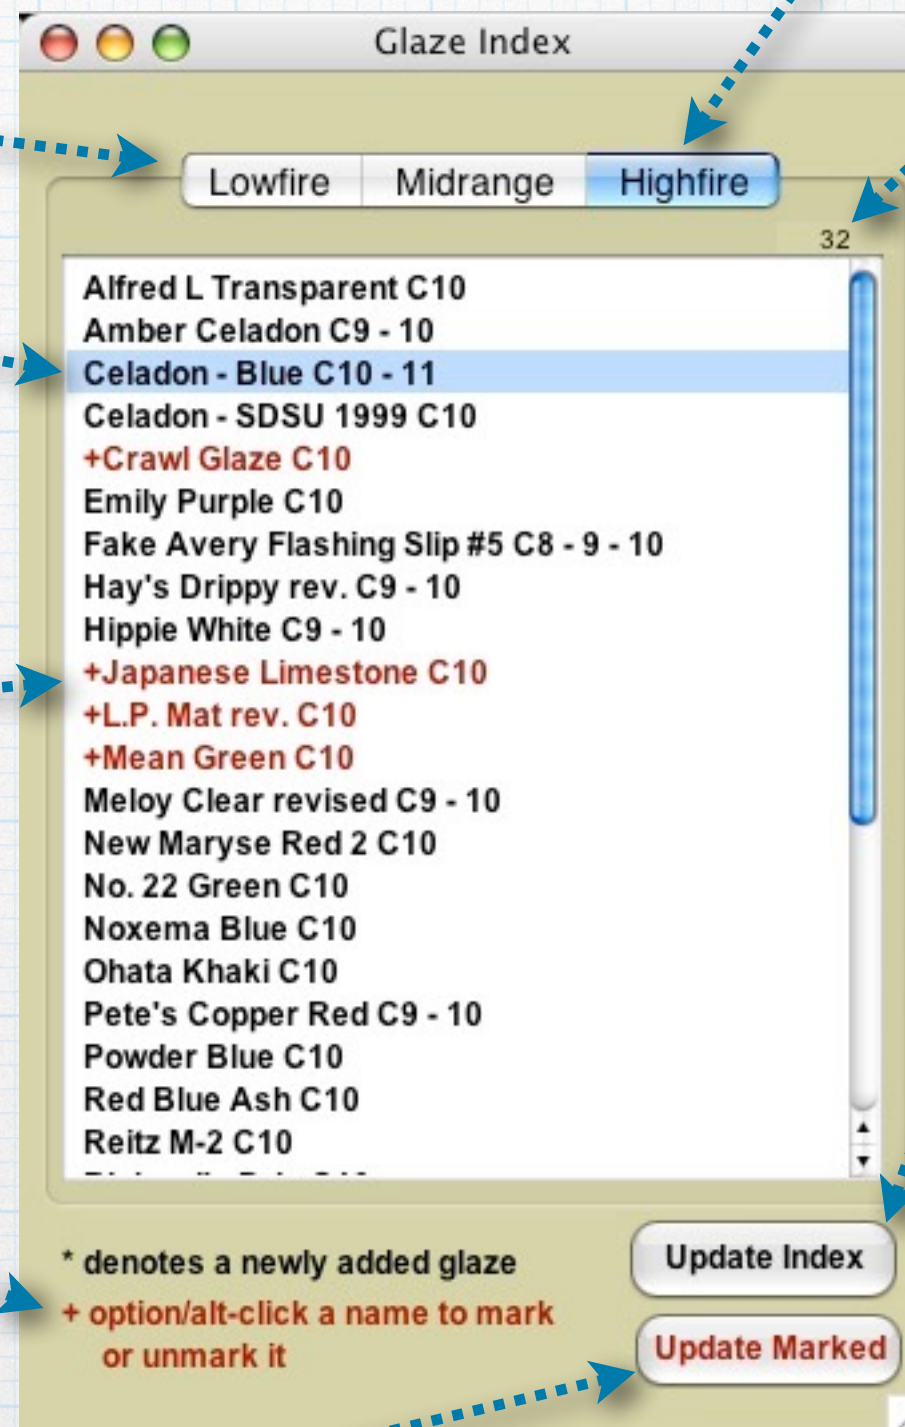 Glaze Index
Lowfire Midrange Highfire
32
Alfred L Transparent C10
Amber Celadon C9 - 10
Celadon - Blue C10 - 11
Celadon - SDSU 1999 C10
+Crawl Glaze C10
Emily Purple C10
Fake Avery Flashing Slip #5 C8 - 9 - 10
Hay's Drippy rev. C9 - 10
Hippie White C9 - 10
+Japanese Limestone C10
+L.P. Mat rev. C10
+Mean Green C10
Meloy Clear revised C9 - 10
New Maryse Red 2 C10
No. 22 Green C10
Noxema Blue C10
Ohata Khaki C10
Pete's Copper Red C9 - 10
Powder Blue C10
Red Blue Ash C10
Reitz M-2 C10
* denotes a newly added glaze
Update Index
+ option/alt-click a name to mark
or unmark it
Update Marked